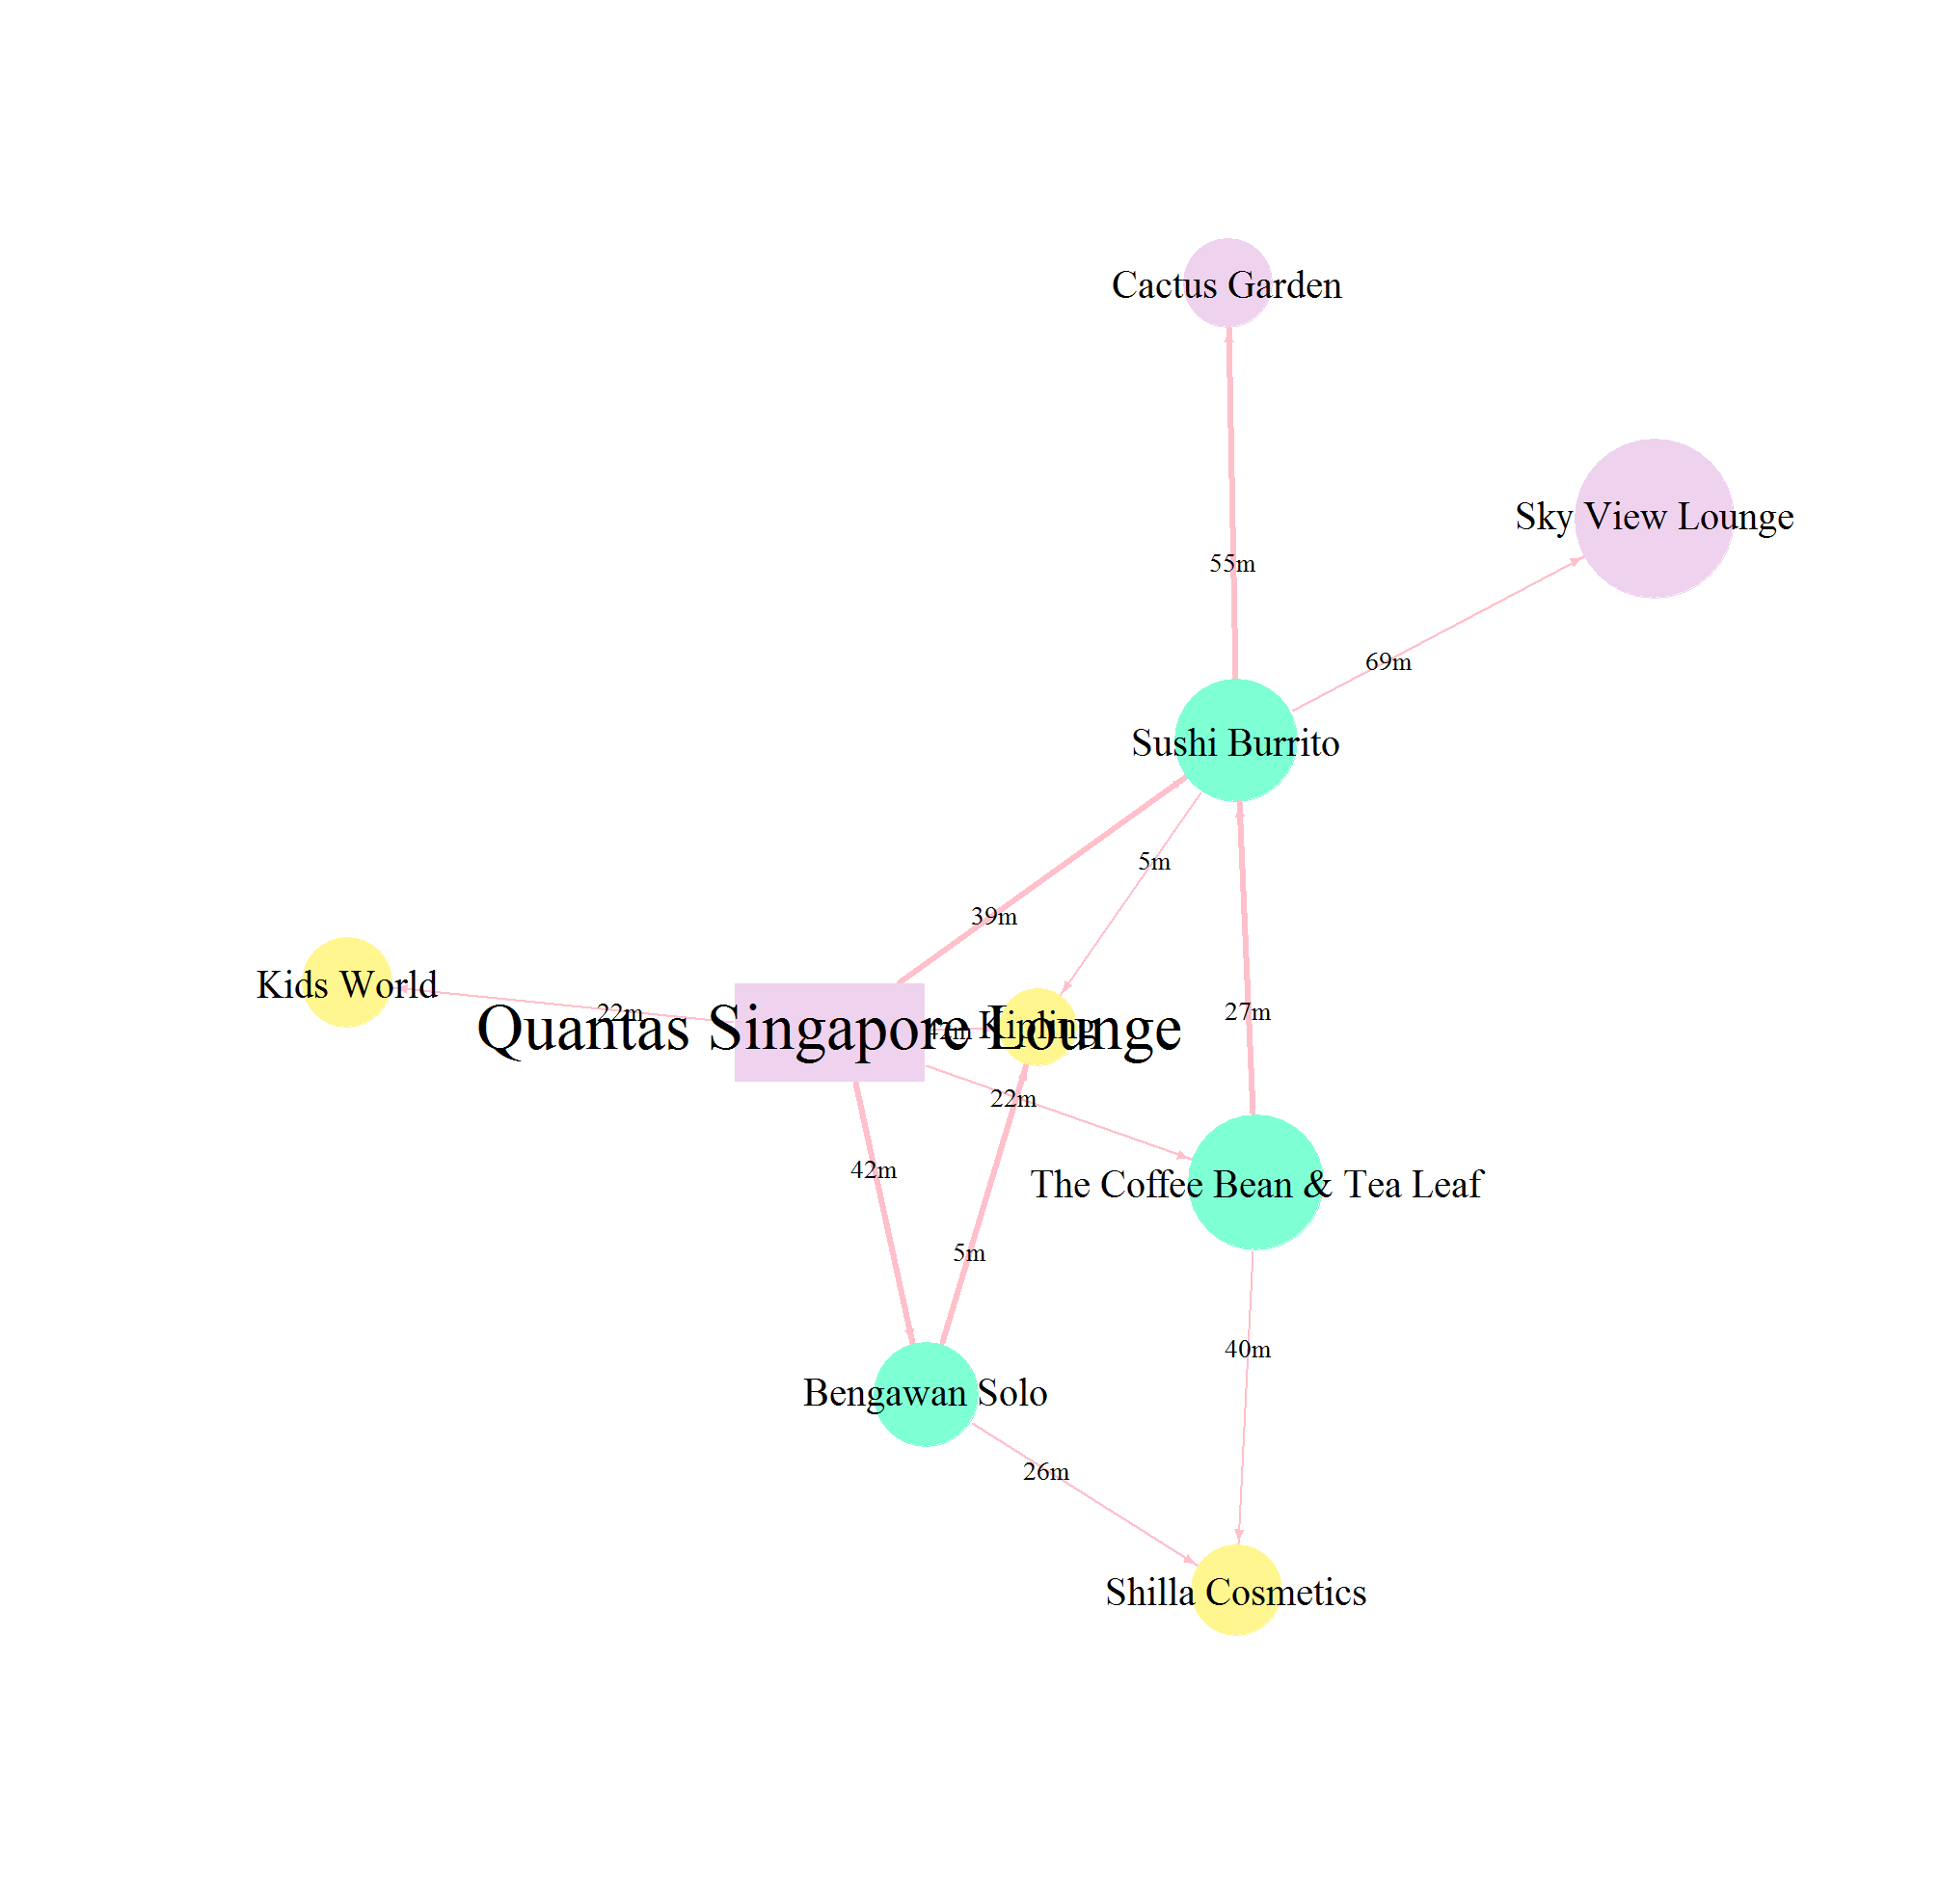 Cactus Garden
Sky View Lounge
55m
69m
Sushi Burrito
5m
39m
Kids World
22m
Quantas Singapore Lounge
Kipling
27m
22m
42m
The Coffee Bean & Tea Leaf
5m
40m
Bengawan Solo
26m
Shilla Cosmetics